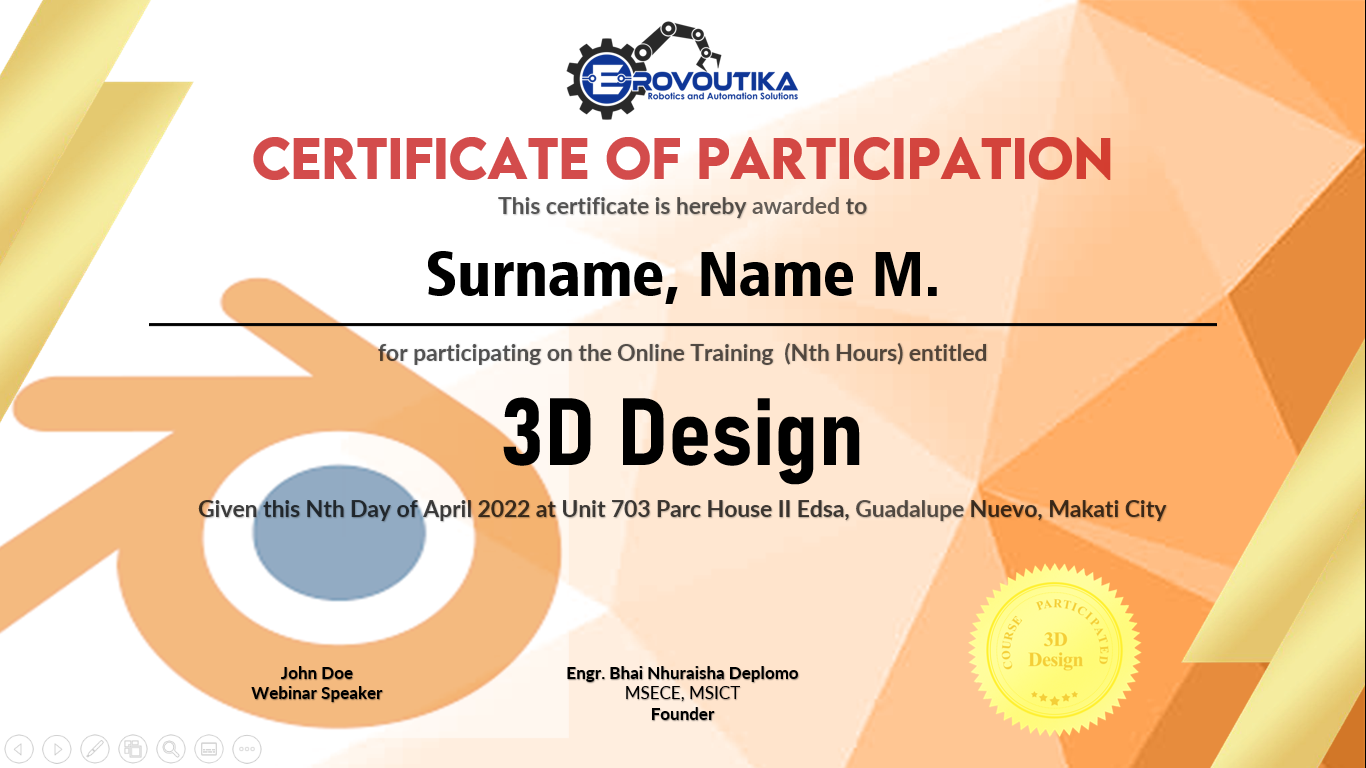 EROVOUTIKA
Robotics and Automation Solutions
CERTIFICATE OF PARTICIPATION
This certificate is hereby awarded to
Surname, Name M.
for participating on the Online Training (Nth Hours) entitled
3D Design
Given this Nth Day of April 2022 at Unit 703 Parc House II Edsa, Guadalupe Nuevo, Makati City
COURSE PARTICIPATED
3D
Design
John Doe
Webinar Speaker
Engr. Bhai Nhuraisha Deplomo
MSECE, MSICT
Founder